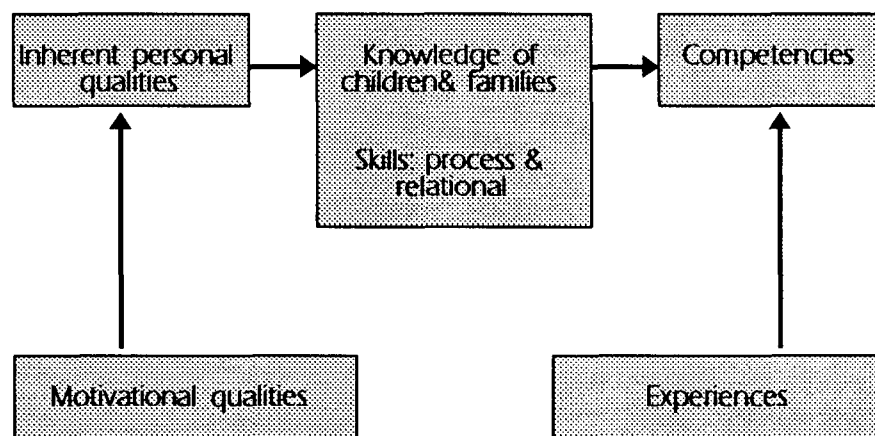 Inherent personal
qualities
Knowledge of
children& families
Skills: process &
relational
Competencies
Motivational qualities
Experiences